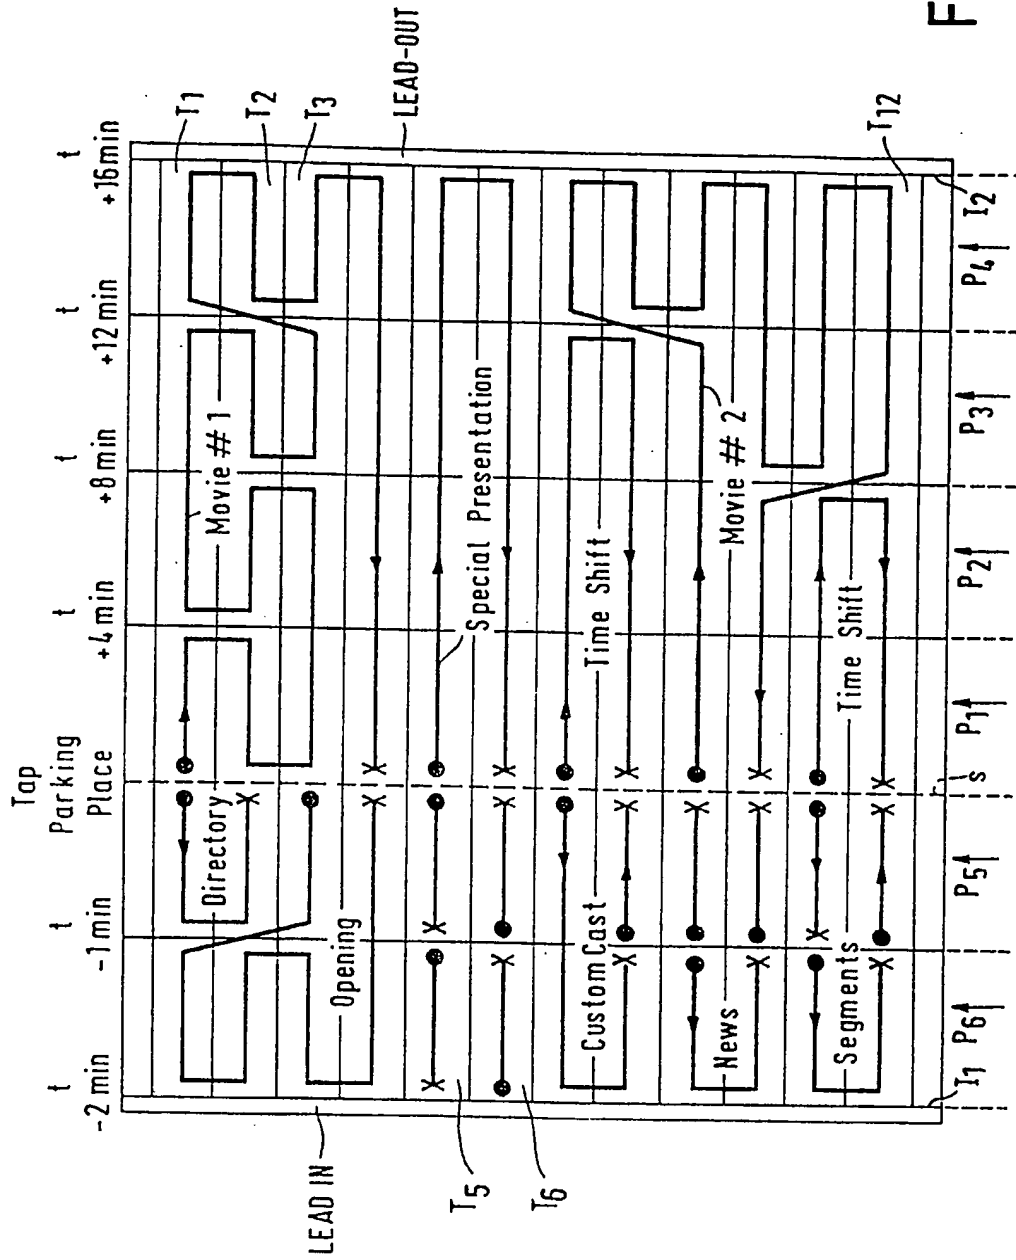 t t Tap Parking Place t t t t
-2 min -1 min +4 min +8 min +12 min +16 min
LEAD IN
LEAD-OUT
T1
T2
T3
T5
T6
T12
Directory
Movie # 1
Opening
Special Presentation
Custom Cast
Time Shift
News
Movie # 2
Segments
Time Shift
I1 P6 P5 s P1 P2 P3 P4 I2
F